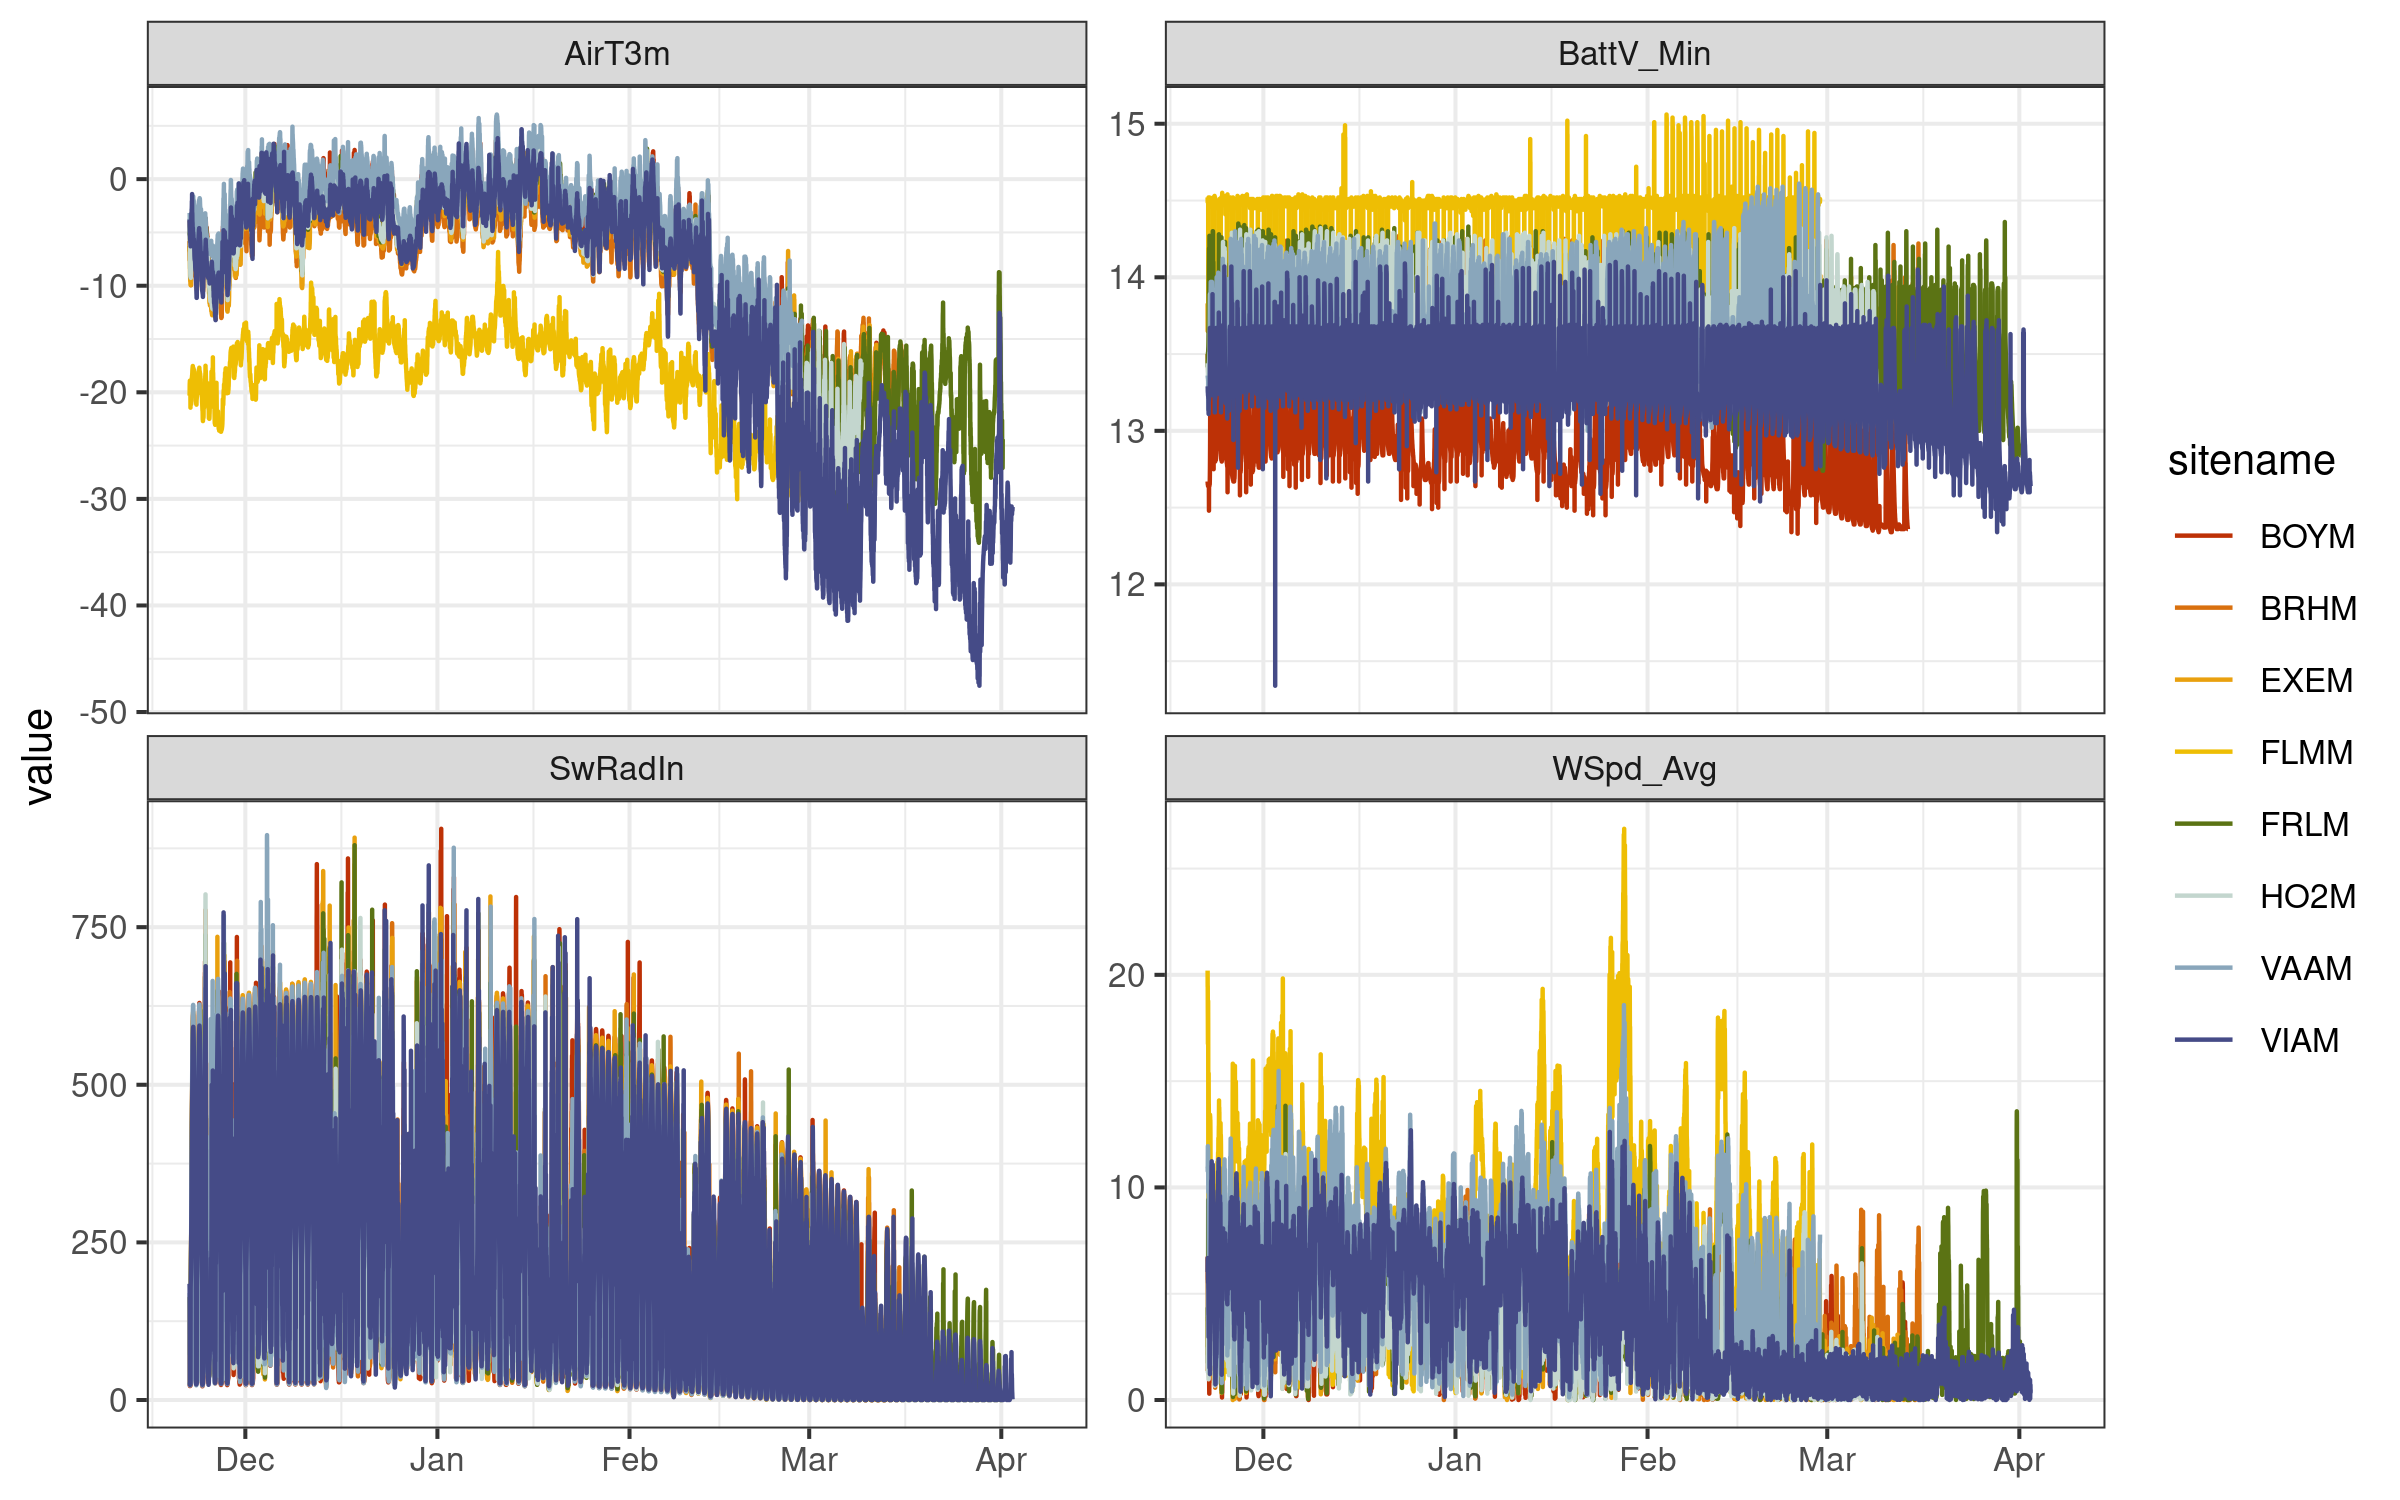 AirT3m
BattV_Min
0
-10
-20
-30
-40
-50
15
14
13
12
value
SwRadIn
WSpd_Avg
750
500
250
0
20
10
0
Dec Jan Feb Mar Apr
Dec Jan Feb Mar Apr
sitename
BOYM
BRHM
EXEM
FLMM
FRLM
HO2M
VAAM
VIAM